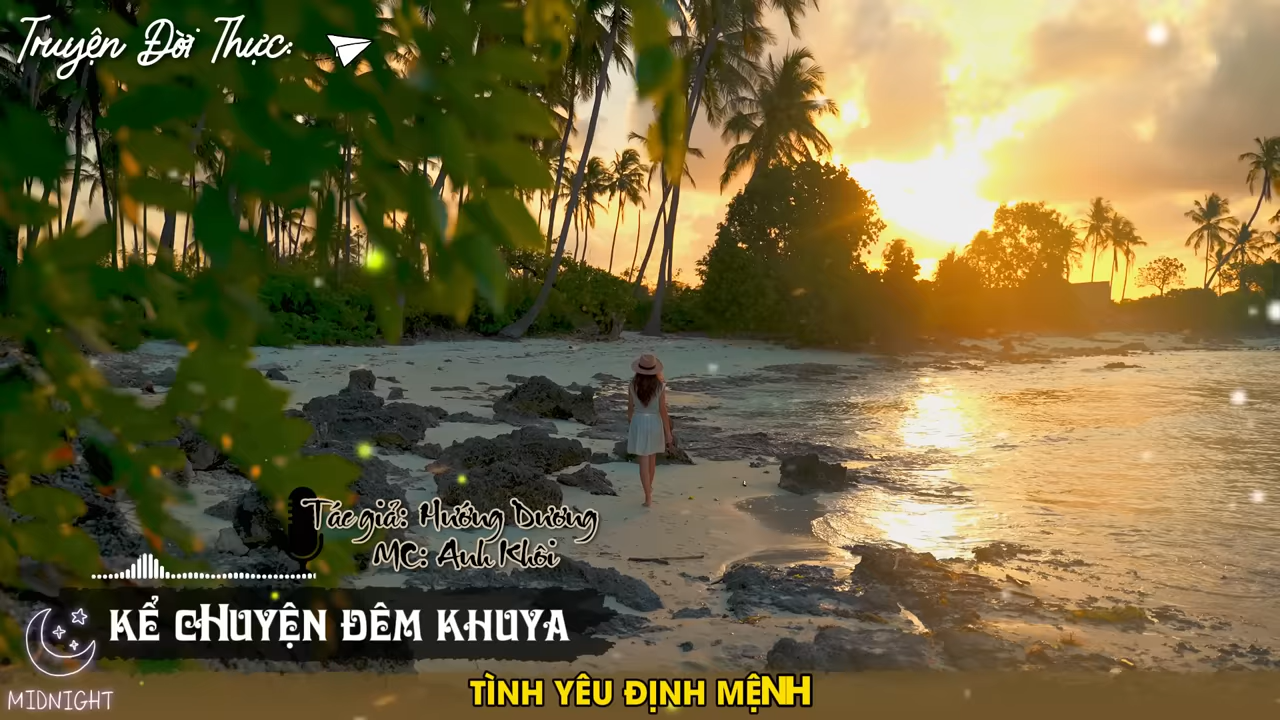 Truyện Đời Thực:
Tác giả: Hướng Dương
MC: Anh Khôi
KỂ CHUYỆN ĐÊM KHUYA
MIDNIGHT
TÌNH YÊU ĐỊNH MỆNH